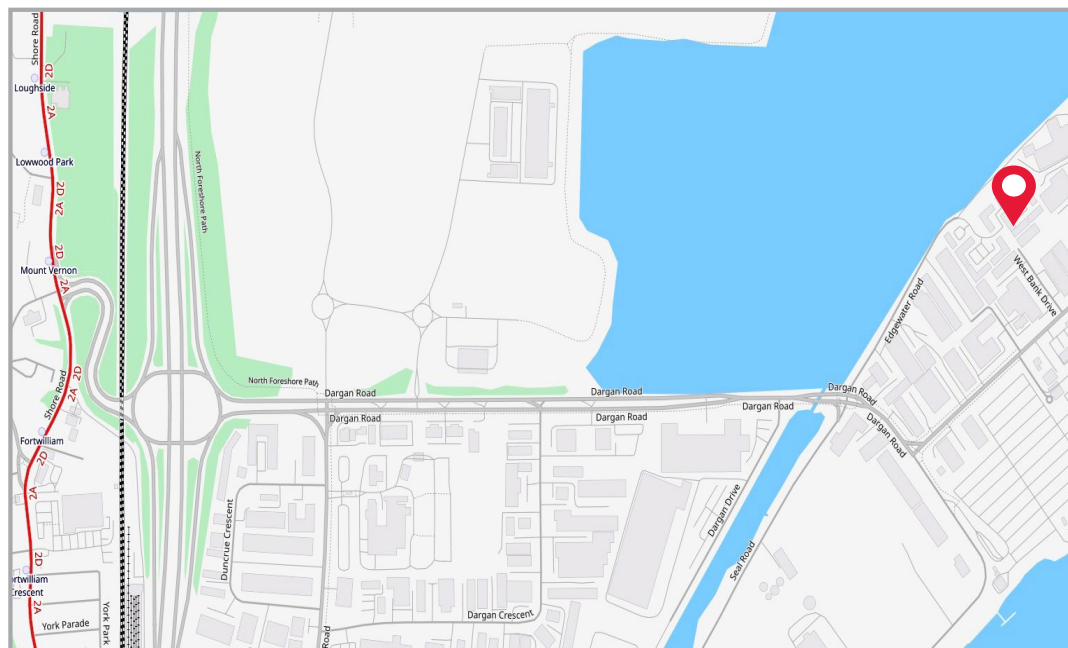 Shore Road
2D
Loughside
2A
Lowwood Park
2D
2A
North Foreshore Path
2D
Mount Vernon
2A
West Bank Drive
Edgewater Road
2D
2A
Shore Road
North Foreshore Path
Dargan Road
Dargan Road
Dargan Road
Dargan Road
Dargan Road
Dargan Road
Dargan Road
Fortwilliam
2D
2A
Duncrue Crescent
Dargan Drive
Seal Road
2D
ortwilliam
Crescent
2A
York Parade
York Park
Road
Dargan Crescent